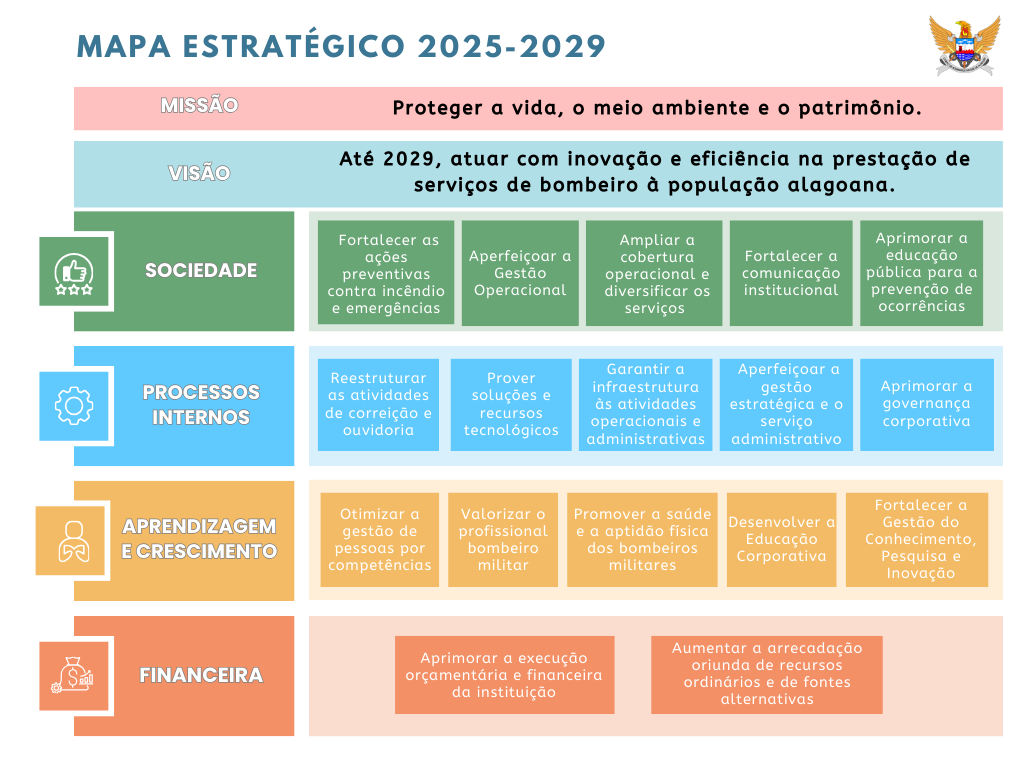 MAPA ESTRATÉGICO 2025-2029
MISSÃO
Proteger a vida, o meio ambiente e o patrimônio.
VISÃO
Até 2029, atuar com inovação e eficiência na prestação de
serviços de bombeiro à população alagoana.
SOCIEDADE
Fortalecer as
ações
preventivas
contra incêndio
e emergências
Aperfeiçoar a
Gestão
Operacional
Ampliar a
cobertura
operacional e
diversificar os
serviços
Fortalecer a
comunicação
institucional
Aprimorar a
educação
pública para a
prevenção de
ocorrências
PROCESSOS
INTERNOS
Reestruturar
as atividades
de correição e
ouvidoria
Prover
soluções e
recursos
tecnológicos
Garantir a
infraestrutura
às atividades
operacionais e
administrativas
Aperfeiçoar a
gestão
estratégica e o
serviço
administrativo
Aprimorar a
governança
corporativa
APRENDIZAGEM
E CRESCIMENTO
Otimizar a
gestão de
pessoas por
competências
Valorizar o
profissional
bombeiro
militar
Promover a saúde
e a aptidão física
dos bombeiros
militares
Desenvolver a
Educação
Corporativa
Fortalecer a
Gestão do
Conhecimento,
Pesquisa e
Inovação
FINANCEIRA
Aprimorar a execução
orçamentária e financeira
da instituição
Aumentar a arrecadação
oriunda de recursos
ordinários e de fontes
alternativas